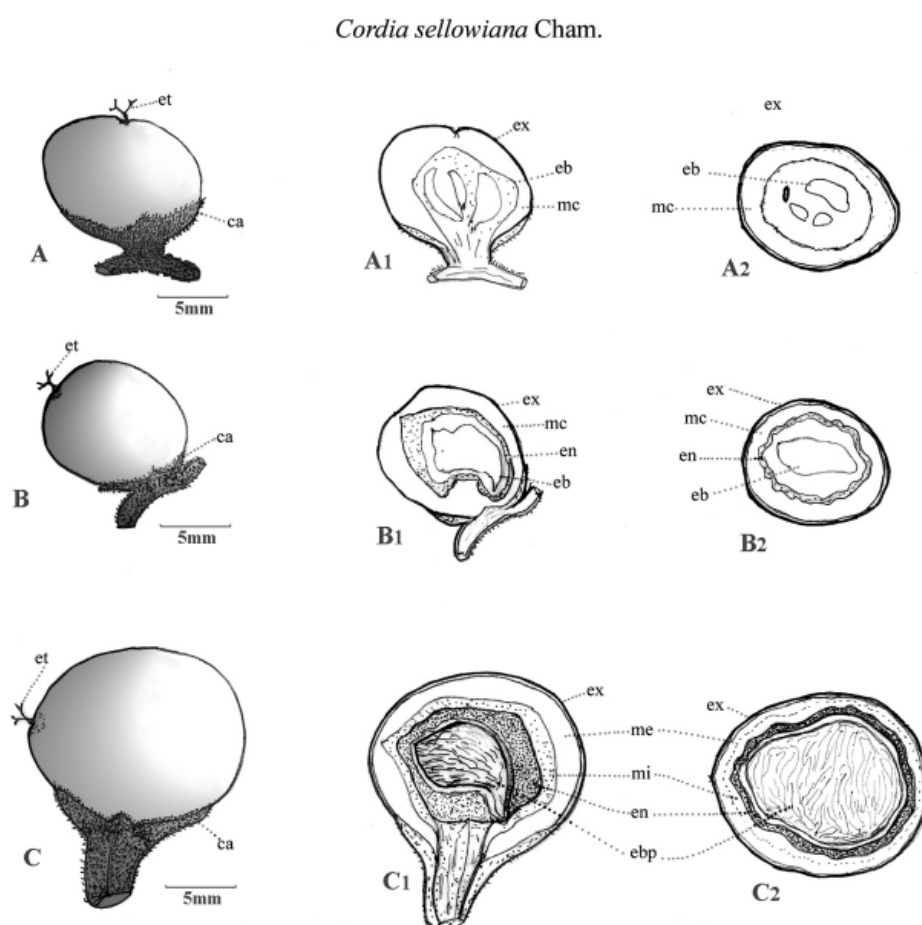 Cordia sellowiana Cham.
et
ca
A
5mm
ex
eb
mc
A1
ex
eb
mc
A2
et
ca
B
5mm
ex
mc
en
eb
B1
ex
mc
en
eb
B2
et
ca
C
5mm
ex
me
mi
en
ebp
C1
ex
C2